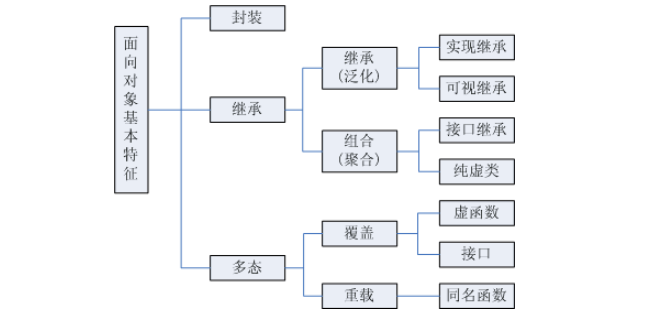 面向对象基本特征
封装
继承
继承
(泛化)
实现继承
可视继承
组合
(聚合)
接口继承
纯虚类
多态
覆盖
虚函数
接口
重载
同名函数